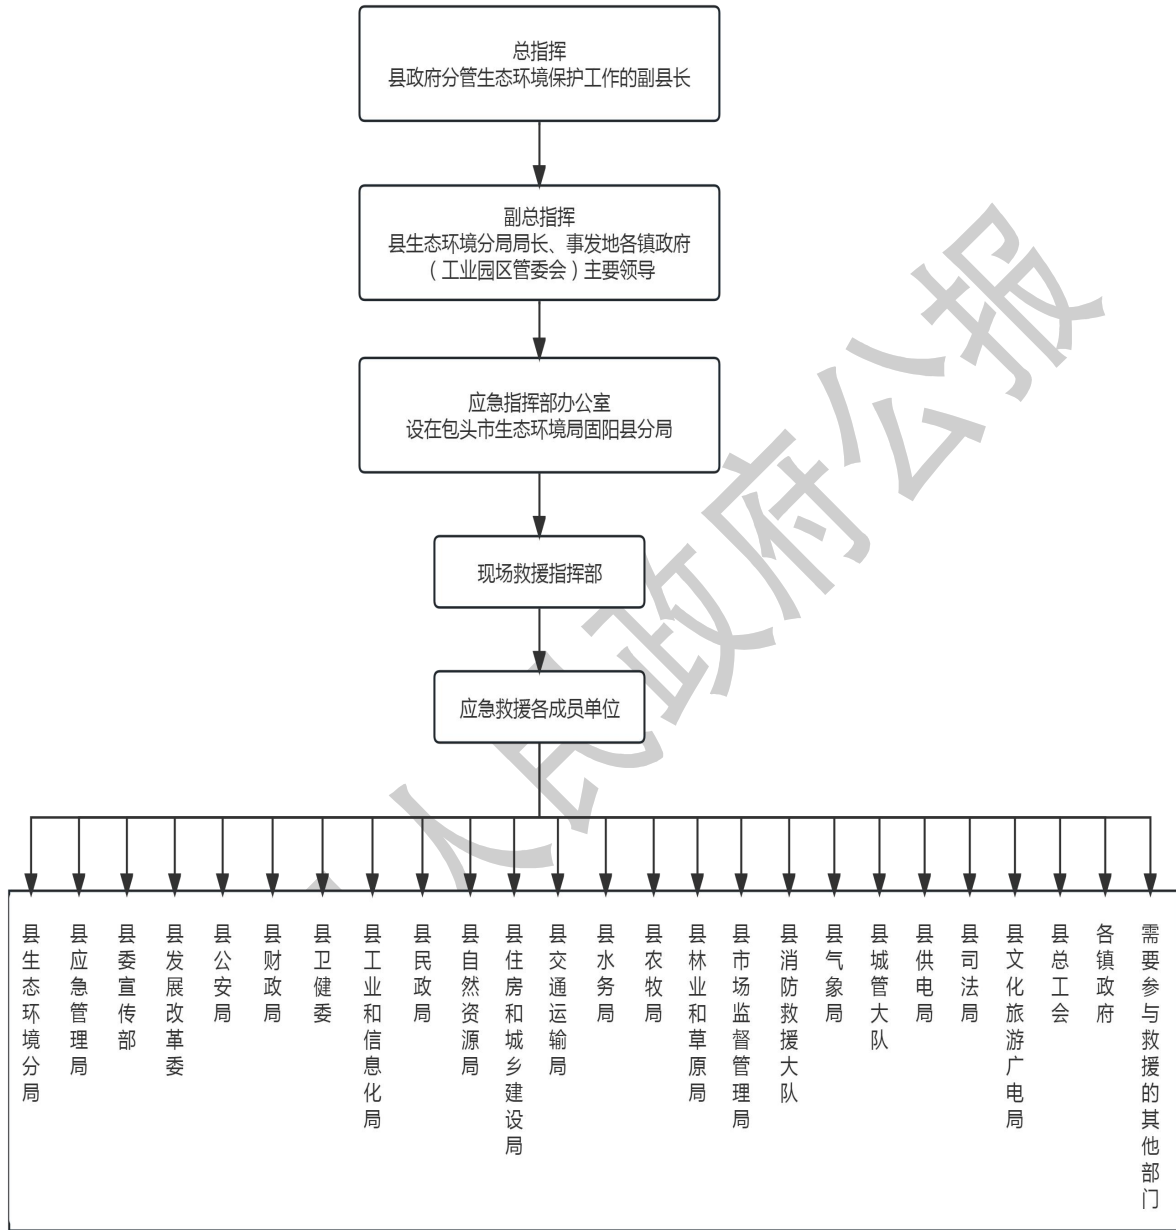 总指挥
县政府分管生态环境保护工作的副县长
副总指挥
县生态环境分局局长、事发地各镇政府
（工业园区管委会）主要领导
应急指挥部办公室
设在包头市生态环境局固阳县分局
现场救援指挥部
应急救援各成员单位
县生态环境分局
县应急管理局
县委宣传部
县发展改革委
县公安局
县财政局
县卫健委
县工业和信息化局
县民政局
县自然资源局
县住房和城乡建设局
县交通运输局
县水务局
县农牧局
县林业和草原局
县市场监督管理局
县消防救援大队
县气象局
县城管大队
县供电局
县司法局
县文化旅游广电局
县总工会
各镇政府
需要参与救援的其他部门
人民政府公报